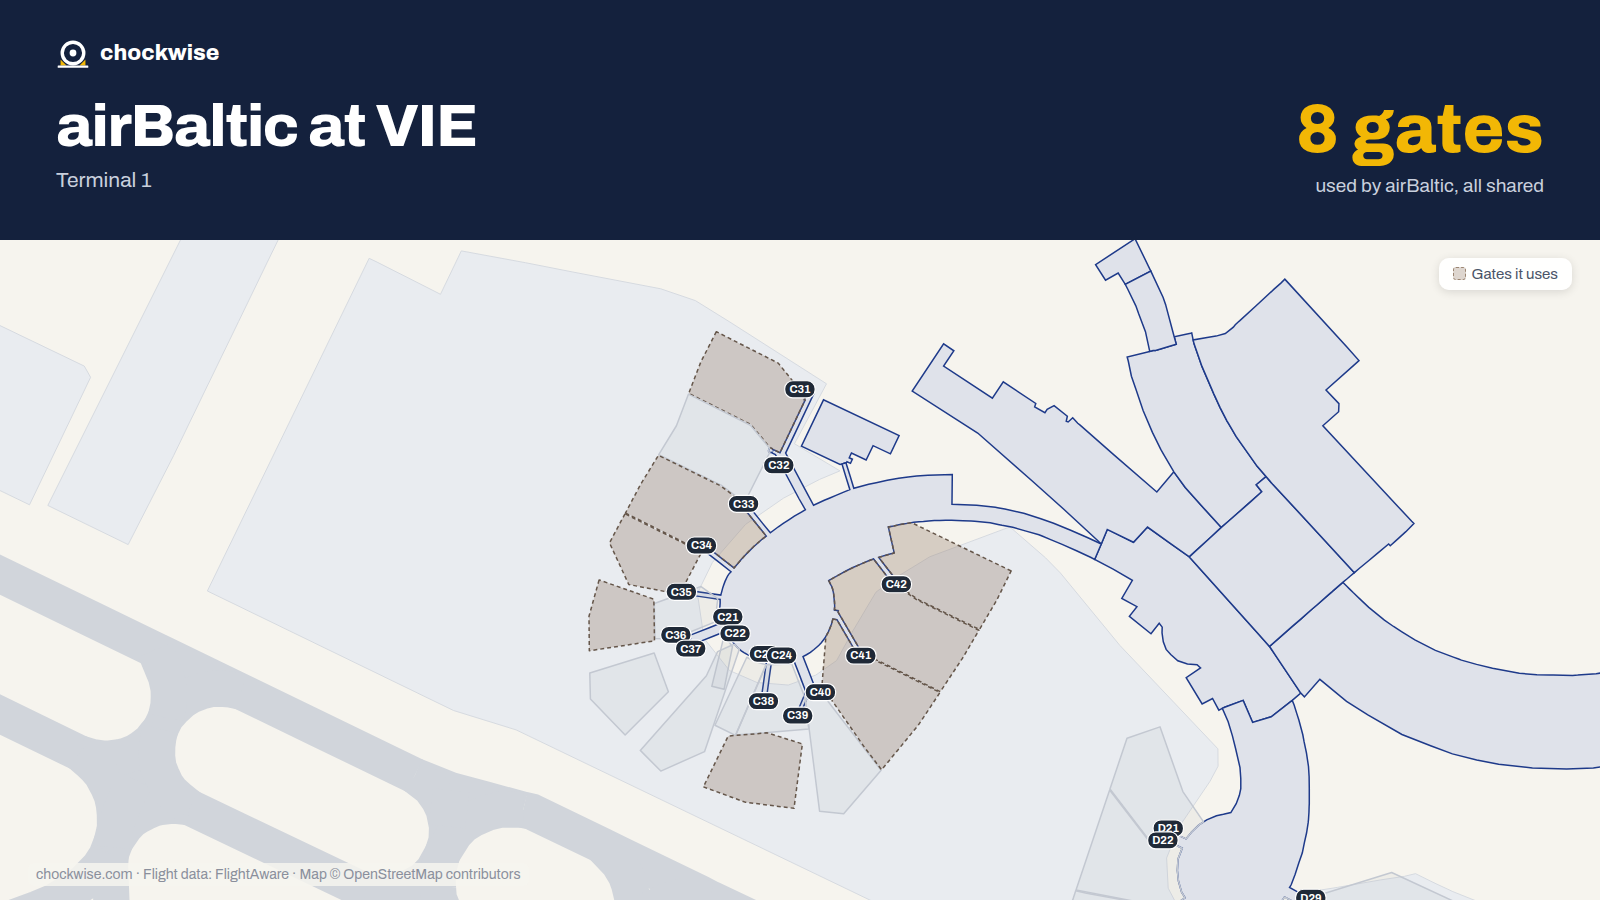 chockwise
airBaltic at VIE
Terminal 1
8 gates
used by airBaltic, all shared
Gates it uses
C31
C32
C33
C34
C35
C21
C22
C36
C37
C24
C38
C39
C40
C41
C42
D21
D22
D29
chockwise.com · Flight data: FlightAware · Map © OpenStreetMap contributors